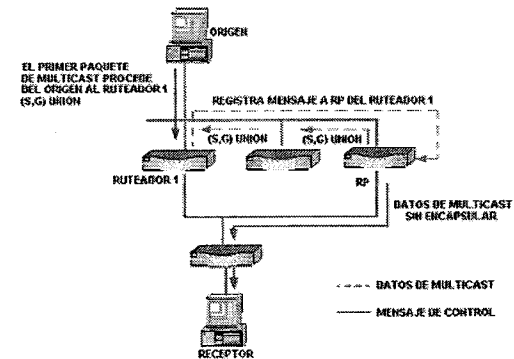 ORIGEN
EL PRIMER PAQUETE
DE MULTICAST PROCEDE
DEL ORIGEN AL RUTEADOR 1
(S,G) UNION
REGISTRA MENSAJE A RP DEL RUTEADOR 1
(S,G) UNION
(S,G) UNION
RUTEADOR 1
RP
DATOS DE MULTICAST
SIN ENCAPSULAR
DATOS DE MULTICAST
MENSAJE DE CONTROL
RECEPTOR